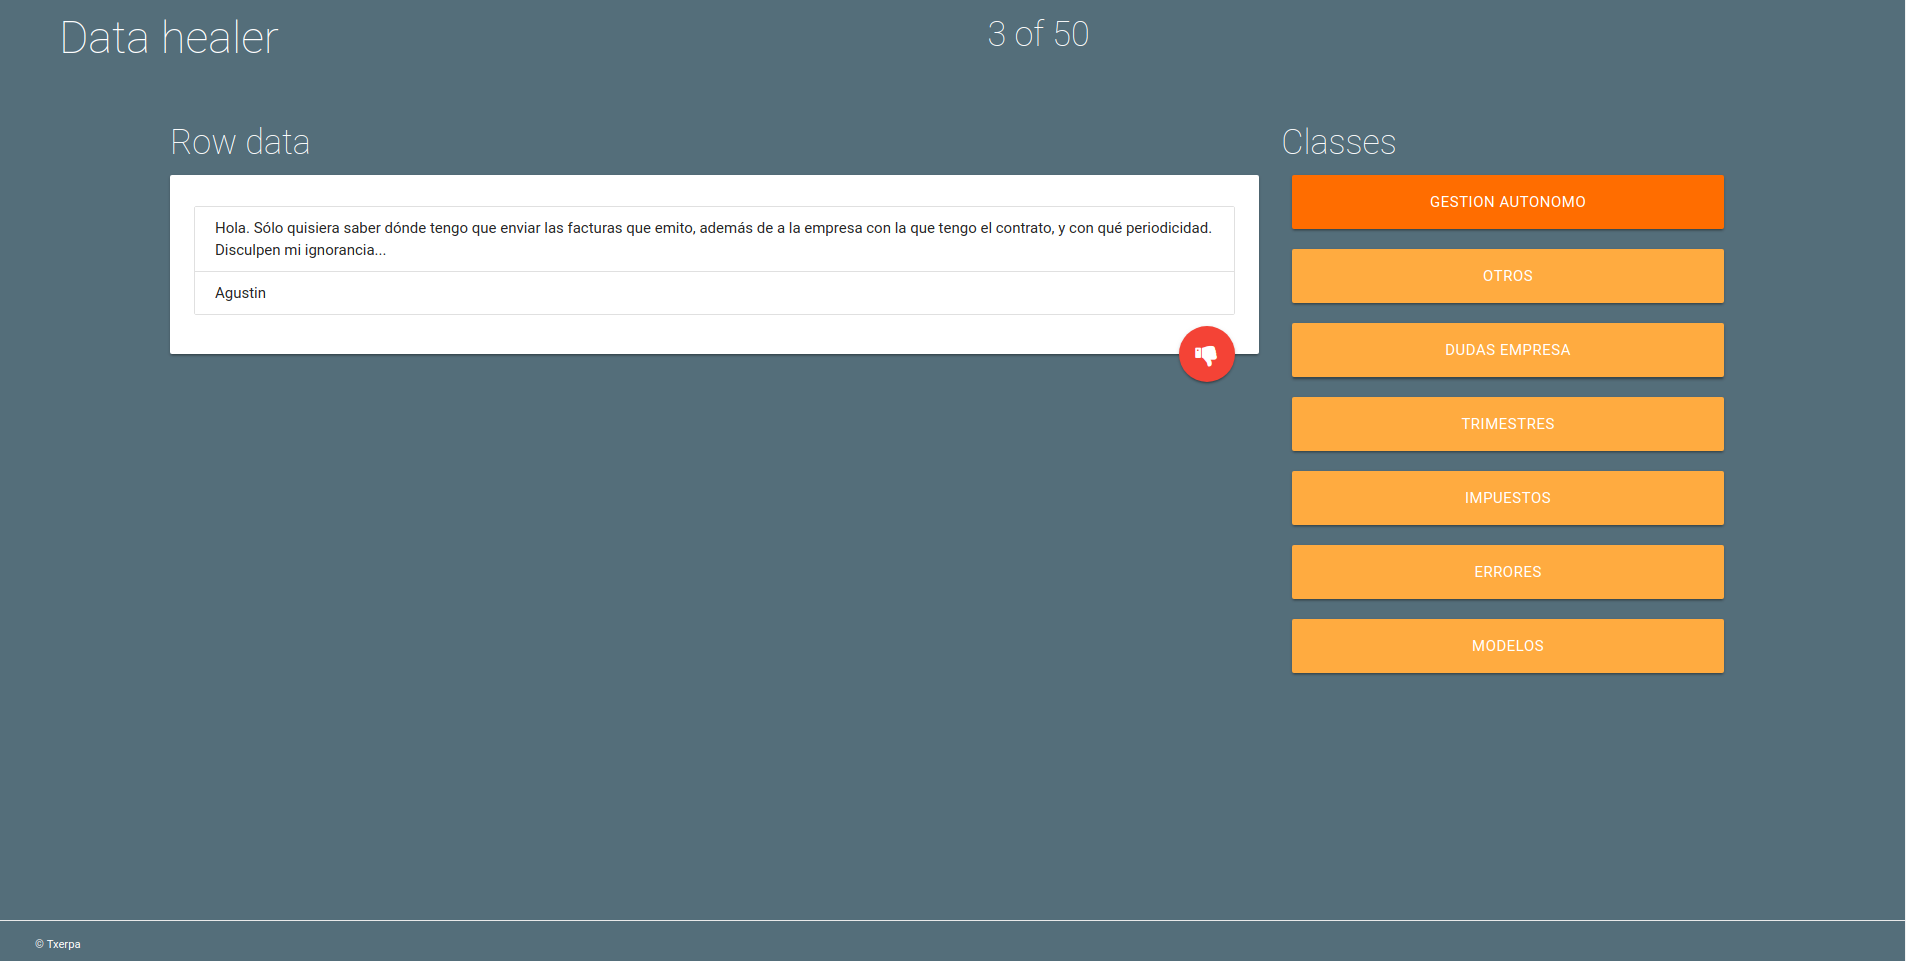 Data healer
3 of 50
Row data
Hola. Sólo quisiera saber dónde tengo que enviar las facturas que emito, además de a la empresa con la que tengo el contrato, y con qué periodicidad.
Disculpen mi ignorancia...
Agustin
Classes
GESTION AUTONOMO
OTROS
DUDAS EMPRESA
TRIMESTRES
IMPUESTOS
ERRORES
MODELOS
© Txerpa